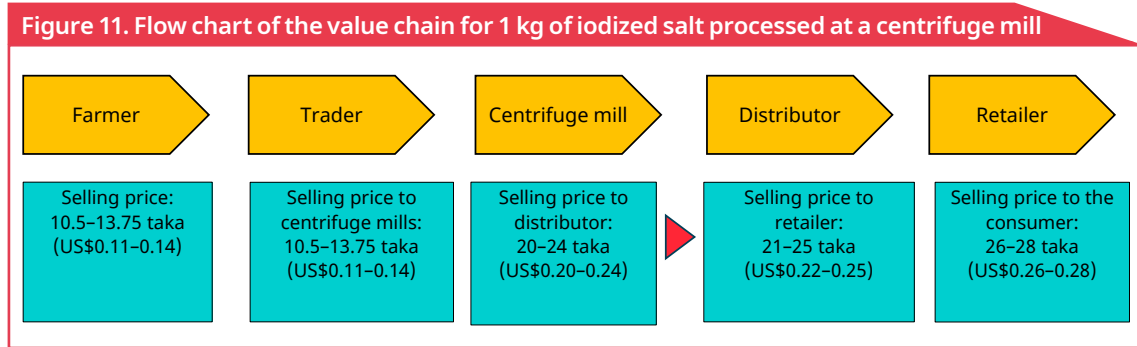 Figure 11. Flow chart of the value chain for 1 kg of iodized salt processed at a centrifuge mill
Farmer
Trader
Centrifuge mill
Distributor
Retailer
Selling price:
10.5–13.75 taka
(US$0.11–0.14)
Selling price to
centrifuge mills:
10.5–13.75 taka
(US$0.11–0.14)
Selling price to
distributor:
20–24 taka
(US$0.20–0.24)
Selling price to
retailer:
21–25 taka
(US$0.22–0.25)
Selling price to the
consumer:
26–28 taka
(US$0.26–0.28)